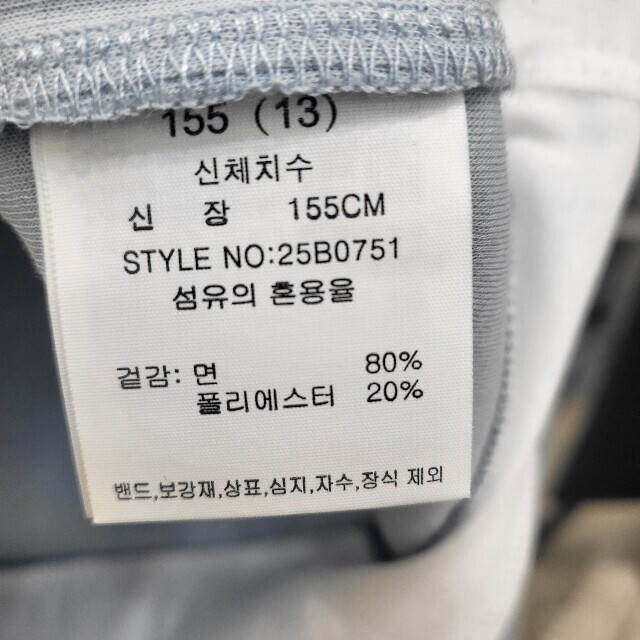 155 (13)
신체치수
신 장 155CM
STYLE NO:25B0751
섬유의 혼용율
겉감: 면 80%
폴리에스터 20%
밴드,보강재,상표,심지,자수,장식 제외